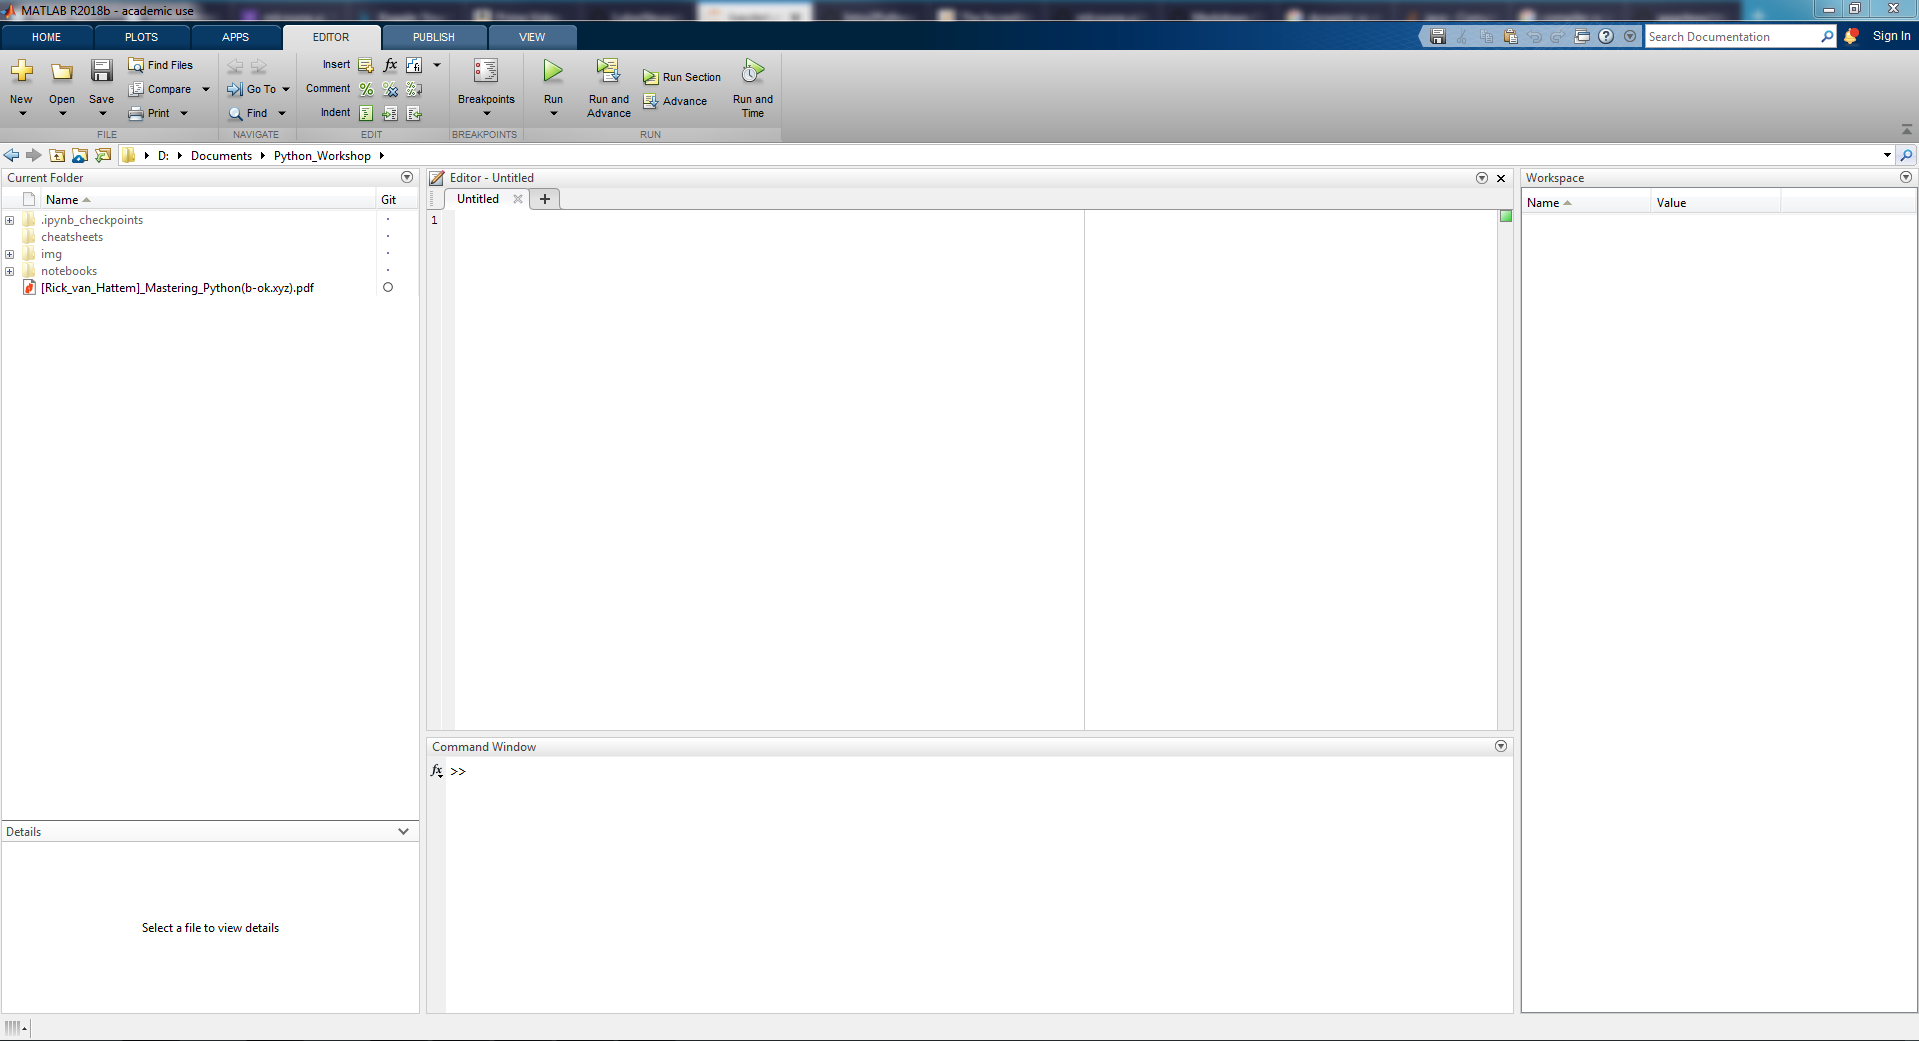 MATLAB R2018b - academic use
HOME PLOTS APPS EDITOR PUBLISH VIEW
Search Documentation Sign In
New Open Save
Find Files
Compare
Print
FILE
Go To
Find
NAVIGATE
Insert
Comment
Indent
EDIT
Breakpoints
BREAKPOINTS
Run
Run and Advance
Run Section
Advance
Run and Time
RUN
D: Documents Python_Workshop
Current Folder
Name Git
.ipynb_checkpoints
cheatsheets
img
notebooks
[Rick_van_Hattem]_Mastering_Python(b-ok.xyz).pdf
Details
Select a file to view details
Editor - Untitled
Untitled
1
Command Window
fx >>
Workspace
Name Value